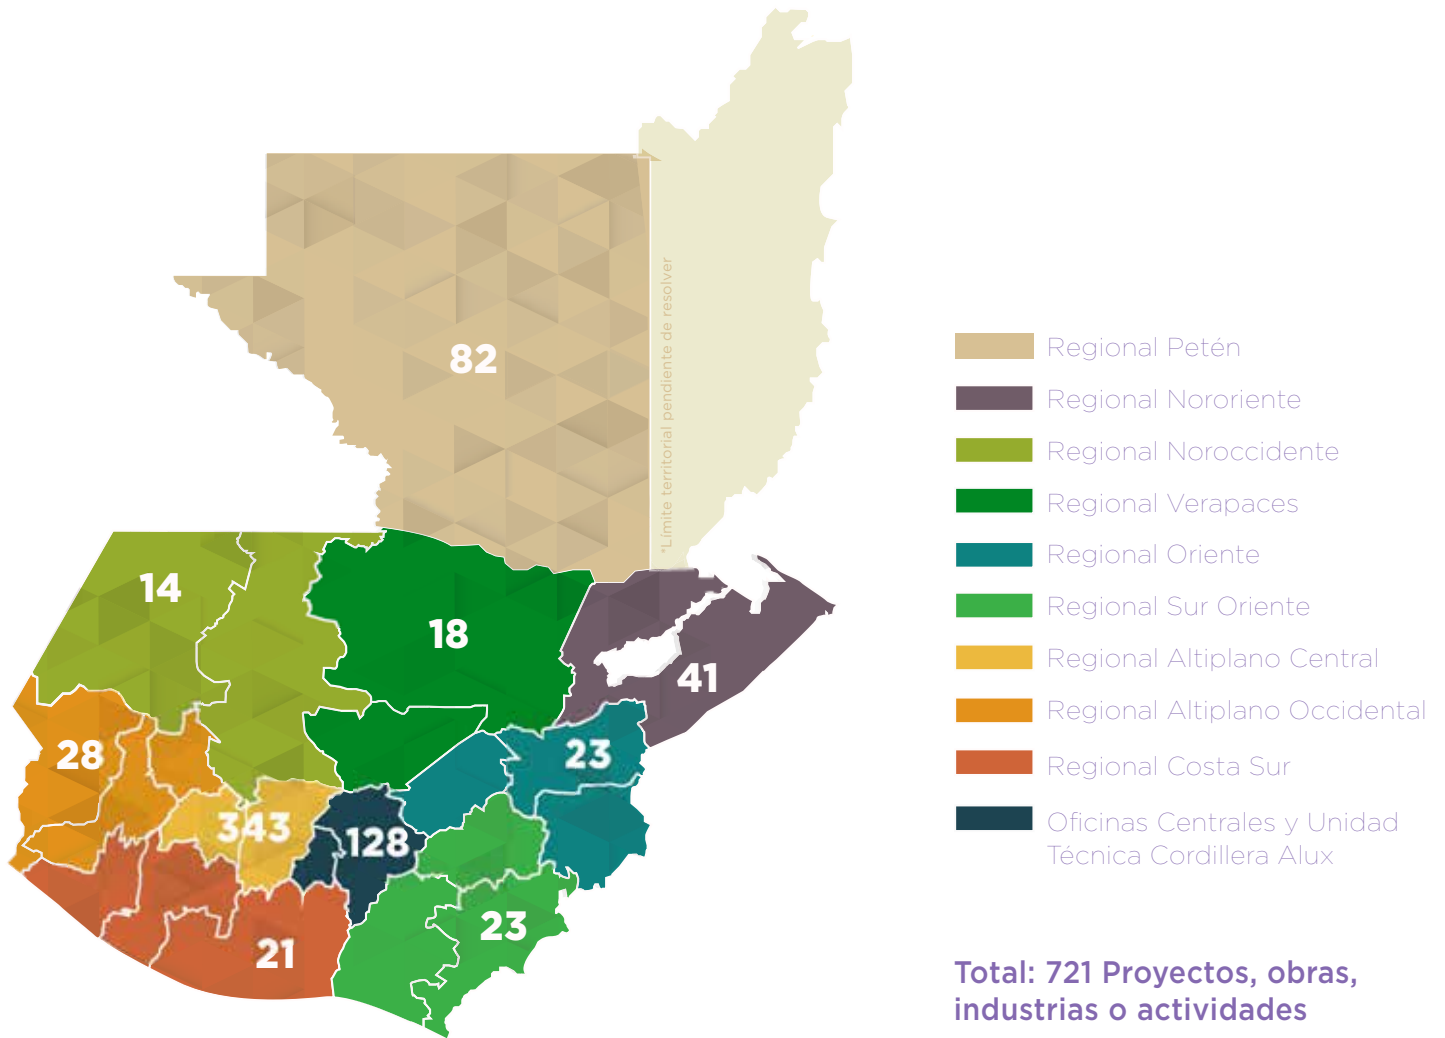 *Límite territorial pendiente de resolver
82
14
18
41
28
23
343
128
23
21
Regional Petén
Regional Nororiente
Regional Noroccidente
Regional Verapaces
Regional Oriente
Regional Sur Oriente
Regional Altiplano Central
Regional Altiplano Occidental
Regional Costa Sur
Oficinas Centrales y Unidad
Técnica Cordillera Alux
Total: 721 Proyectos, obras,
industrias o actividades